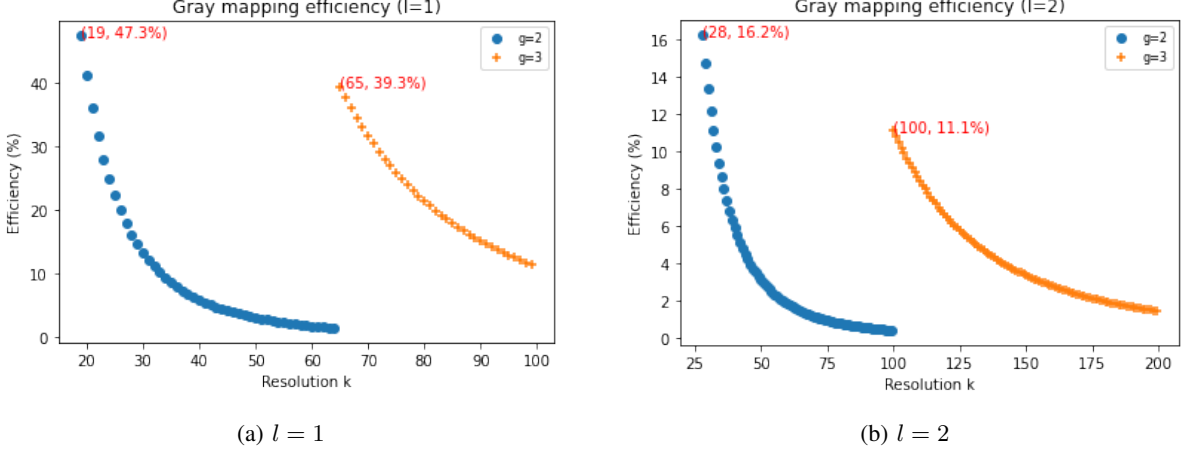 Gray mapping efficiency (l=1)
(19, 47.3%)
g=2
g=3
(65, 39.3%)
40
30
20
10
0
Efficiency (%)
20 30 40 50 60 70 80 90 100
Resolution k
(a) l = 1
Gray mapping efficiency (l=2)
(28, 16.2%)
g=2
g=3
(100, 11.1%)
16
14
12
10
8
6
4
2
0
Efficiency (%)
25 50 75 100 125 150 175 200
Resolution k
(b) l = 2